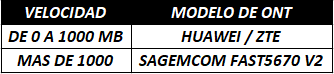 VELOCIDAD MODELO DE ONT
DE 0 A 1000 MB HUAWEI / ZTE
MAS DE 1000 SAGEMCOM FAST5670 V2